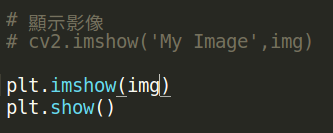 # 顯示影像
# cv2.imshow('My Image',img)
plt.imshow(img)
plt.show()